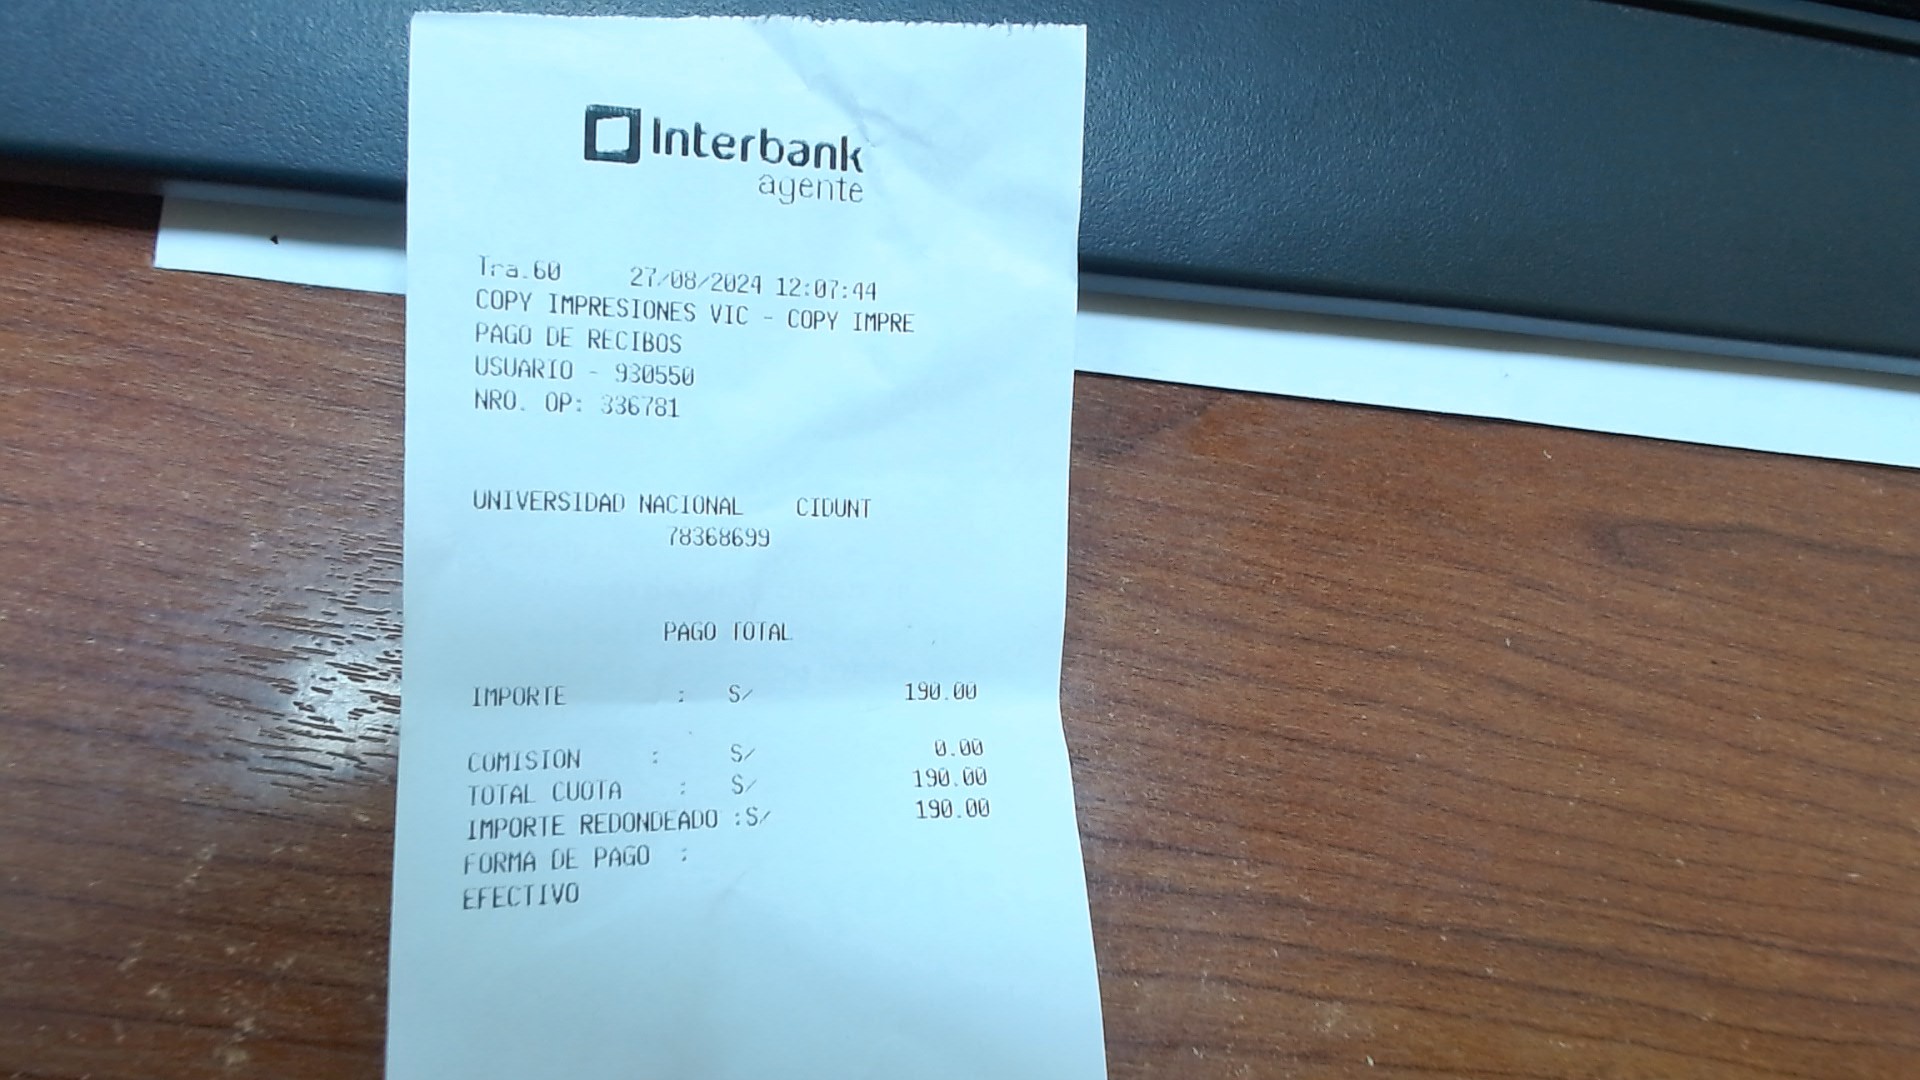 Interbank
agente
Tra.60 27/08/2024 12:07:44
COPY IMPRESIONES VIC - COPY IMPRE
PAGO DE RECIBOS
USUARIO - 930550
NRO. OP: 336781
UNIVERSIDAD NACIONAL CIDUNT
78368699
PAGO TOTAL
IMPORTE : S/ 190.00
COMISION : S/ 0.00
TOTAL CUOTA : S/ 190.00
IMPORTE REDONDEADO :S/ 190.00
FORMA DE PAGO :
EFECTIVO